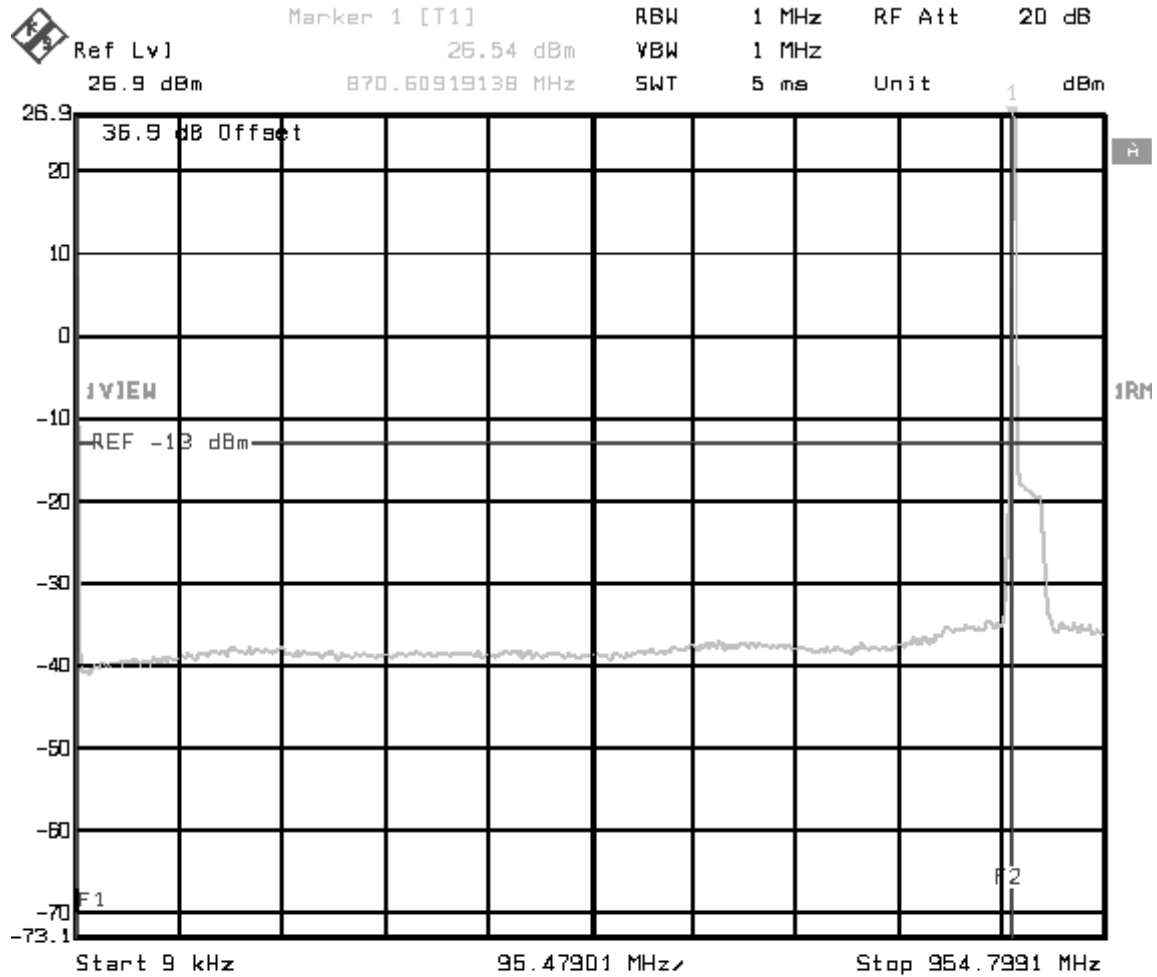 Marker 1 [T1] RBW 1 MHz RF Att 20 dB
Ref Lvl 26.54 dBm VBW 1 MHz
26.9 dBm 870.60919138 MHz SWT 5 ms Unit dBm
1
26.9
36.9 dB Offset
A
20
10
0
1VIEW 1RM
-10
REF -13 dBm
-20
-30
-40
-50
-60
F2
F1
-70
-73.1
Start 9 kHz 95.47901 MHz/ Stop 954.7991 MHz